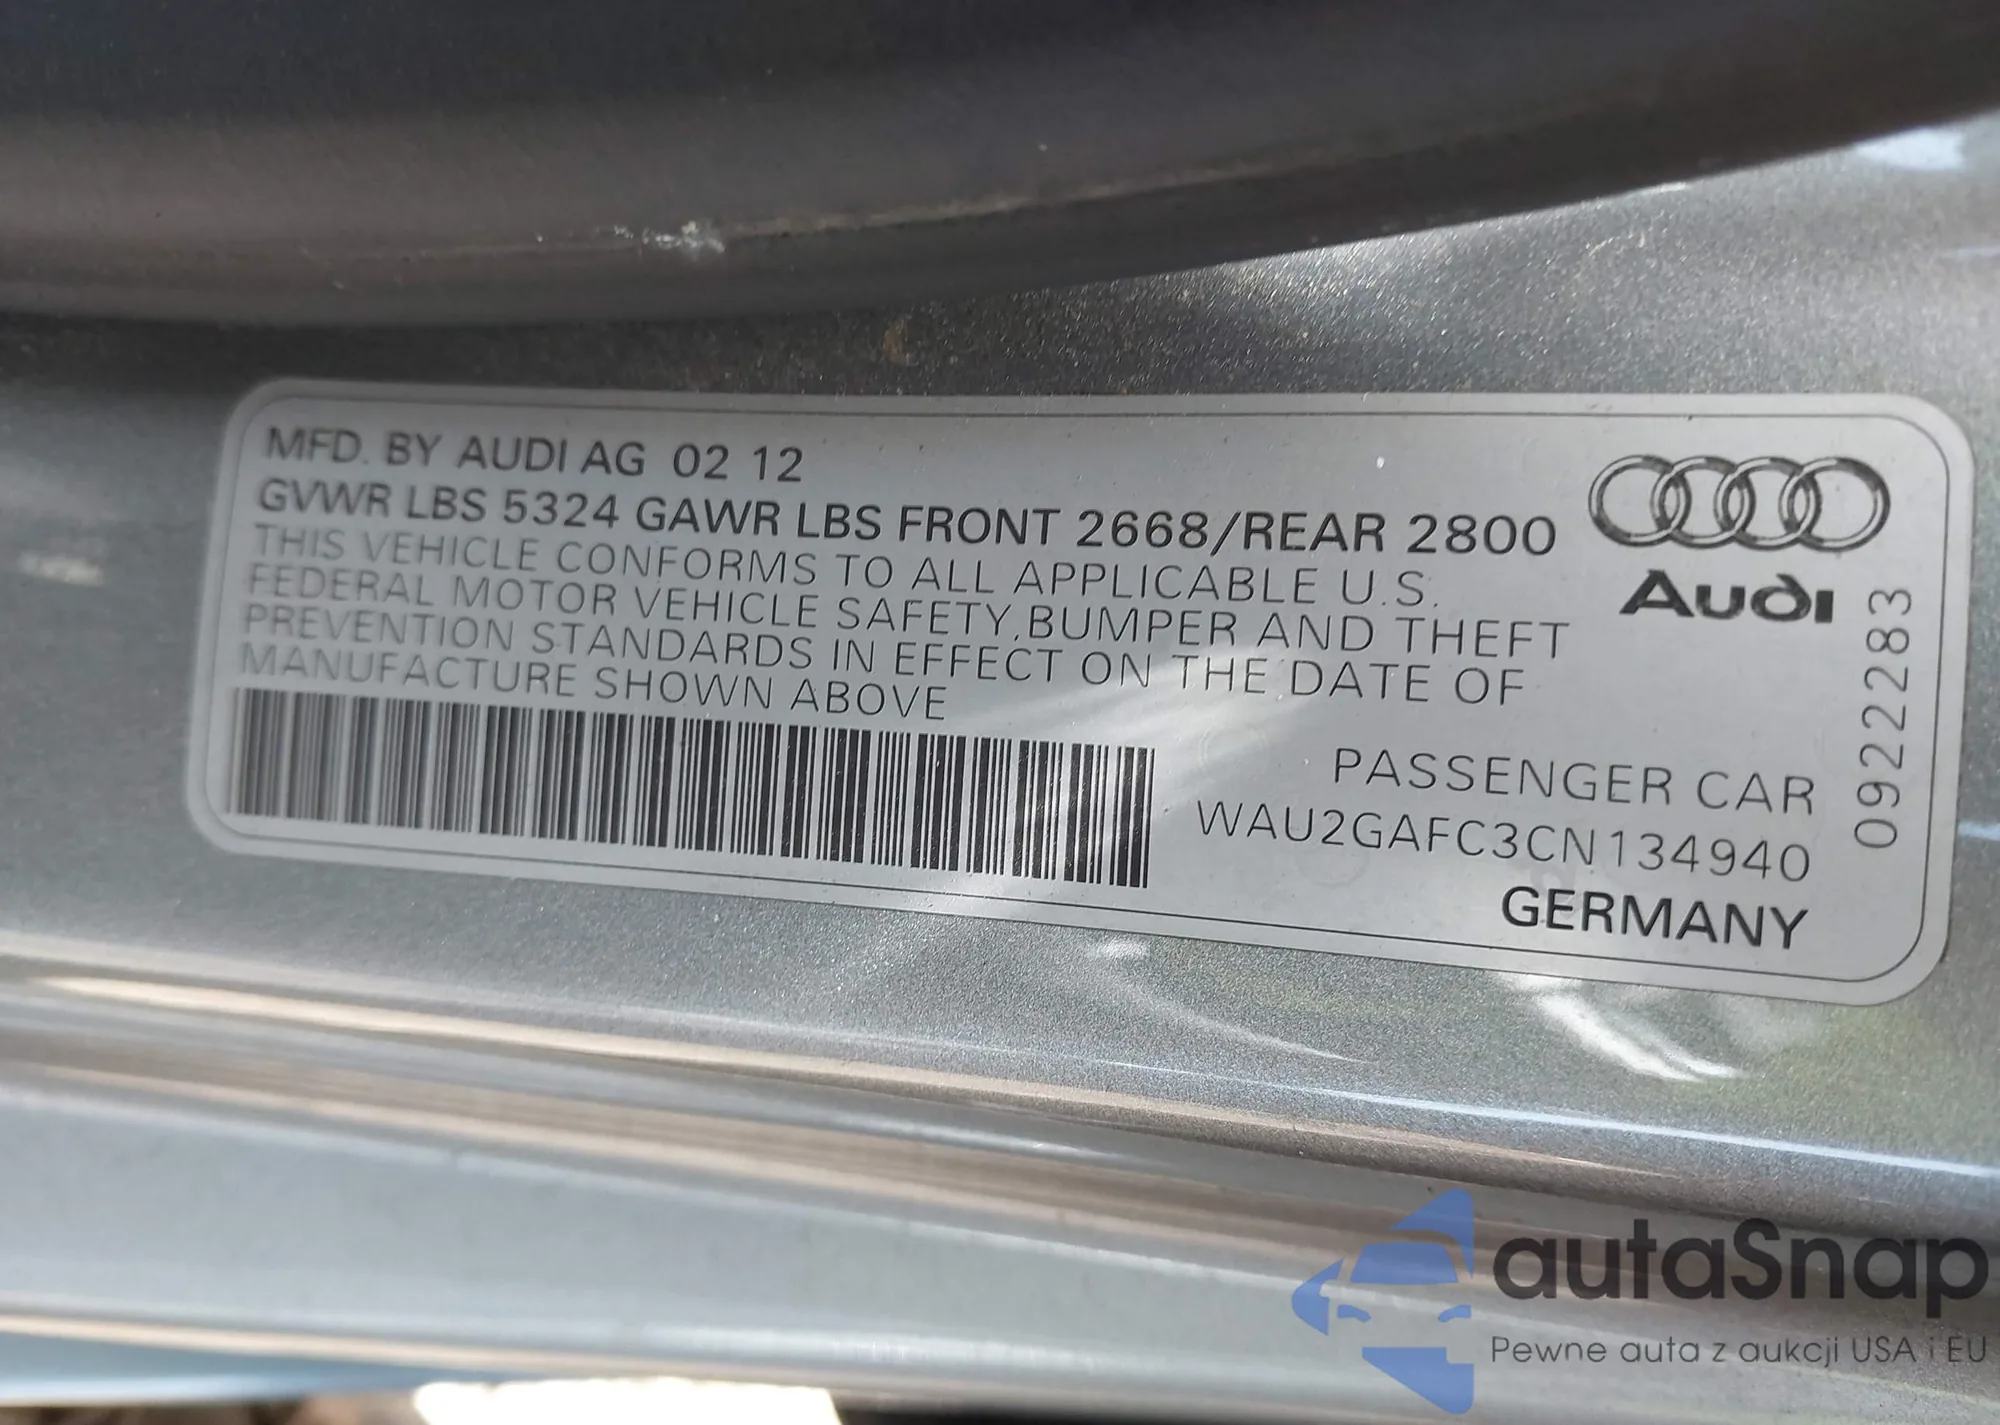 MFD. BY AUDI AG 02 12
GVWR LBS 5324 GAWR LBS FRONT 2668/REAR 2800
THIS VEHICLE CONFORMS TO ALL APPLICABLE U.S.
FEDERAL MOTOR VEHICLE SAFETY, BUMPER AND THEFT
PREVENTION STANDARDS IN EFFECT ON THE DATE OF
MANUFACTURE SHOWN ABOVE
Audi
0922283
PASSENGER CAR
WAU2GAFC3CN134940
GERMANY
autaSnap
Pewne auta z aukcji USA i EU